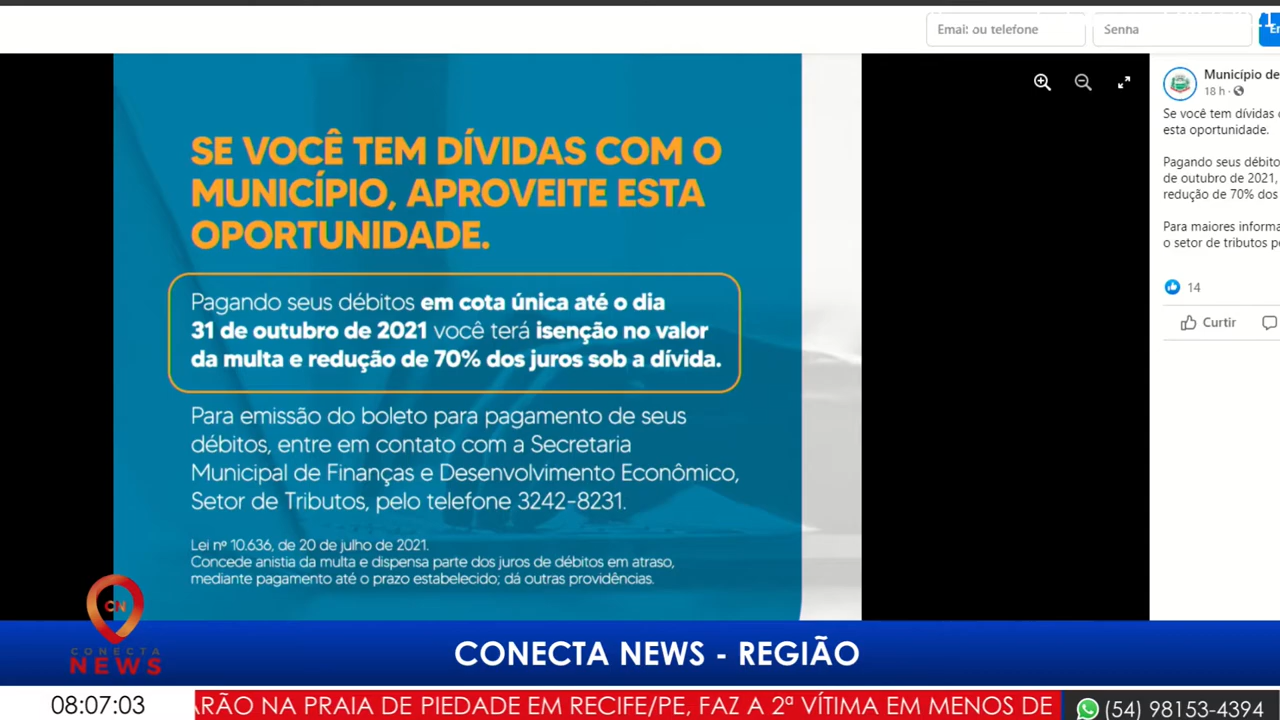 Email ou telefone
Senha
SE VOCÊ TEM DÍVIDAS COM O
MUNICÍPIO, APROVEITE ESTA
OPORTUNIDADE.
Pagando seus débitos em cota única até o dia
31 de outubro de 2021 você terá isenção no valor
da multa e redução de 70% dos juros sob a dívida.
Para emissão do boleto para pagamento de seus
débitos, entre em contato com a Secretaria
Municipal de Finanças e Desenvolvimento Econômico,
Setor de Tributos, pelo telefone 3242-8231.
Lei nº 10.636, de 20 de julho de 2021.
Concede anistia da multa e dispensa parte dos juros de débitos em atraso,
mediante pagamento até o prazo estabelecido; dá outras providências.
Município de
18 h
Se você tem dívidas
esta oportunidade.
Pagando seus débito
de outubro de 2021,
redução de 70% dos
Para maiores informa
o setor de tributos
14
Curtir
CN
CONECTA
NEWS
CONECTA NEWS - REGIÃO
08:07:03
ARÃO NA PRAIA DE PIEDADE EM RECIFE/PE, FAZ A 2ª VÍTIMA EM MENOS DE
(54) 98153-4394